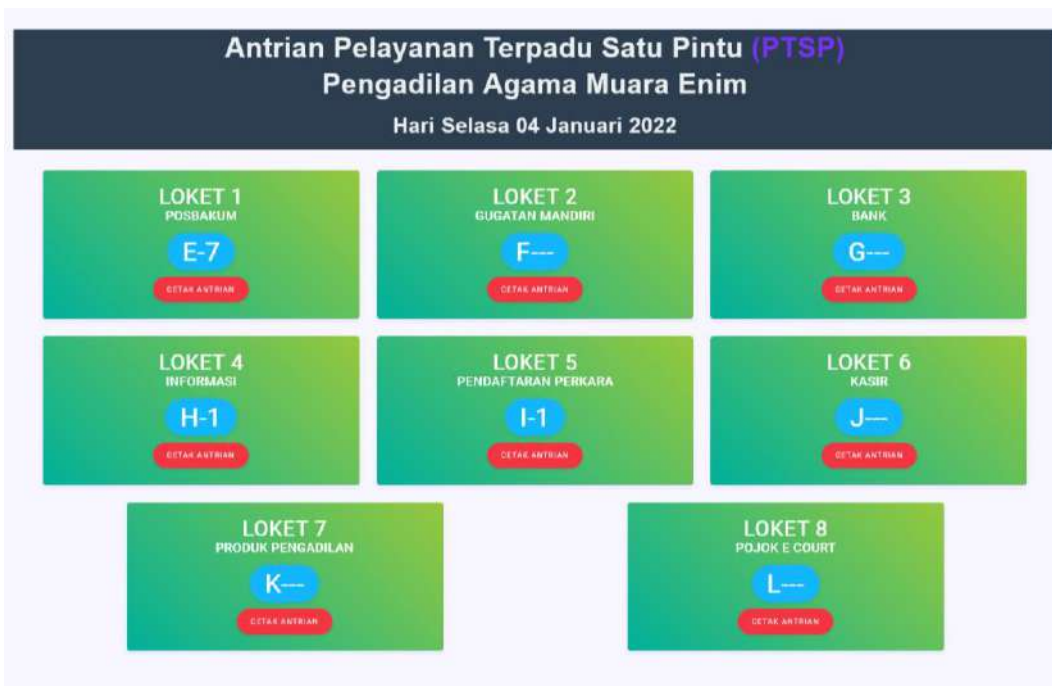 Antrian Pelayanan Terpadu Satu Pintu (PTSP)
Pengadilan Agama Muara Enim
Hari Selasa 04 Januari 2022
LOKET 1
POSBAKUM
E-7
CETAK ANTRIAN
LOKET 2
GUGATAN MANDIRI
F---
CETAK ANTRIAN
LOKET 3
BANK
G---
CETAK ANTRIAN
LOKET 4
INFORMASI
H-1
CETAK ANTRIAN
LOKET 5
PENDAFTARAN PERKARA
I-1
CETAK ANTRIAN
LOKET 6
KASIR
J---
CETAK ANTRIAN
LOKET 7
PRODUK PENGADILAN
K---
CETAK ANTRIAN
LOKET 8
POJOK E COURT
L---
CETAK ANTRIAN